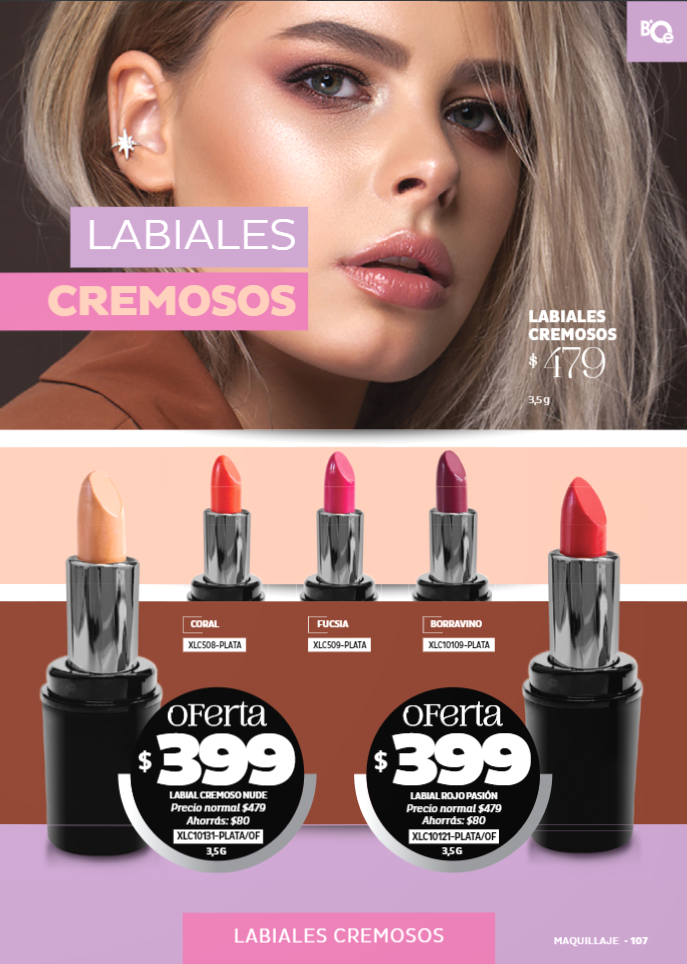 B'Oe
LABIALES
CREMOSOS
LABIALES
CREMOSOS
$ 479
3,5 g
CORAL
XLC508-PLATA
FUCSIA
XLC509-PLATA
BORRAVINO
XLC10109-PLATA
OFerta
$ 399
LABIAL CREMOSO NUDE
Precio normal $479
Ahorrás: $80
XLC10131-PLATA/OF
3,5 G
OFerta
$ 399
LABIAL ROJO PASIÓN
Precio normal $479
Ahorrás: $80
XLC10121-PLATA/OF
3,5 G
LABIALES CREMOSOS
MAQUILLAJE - 107